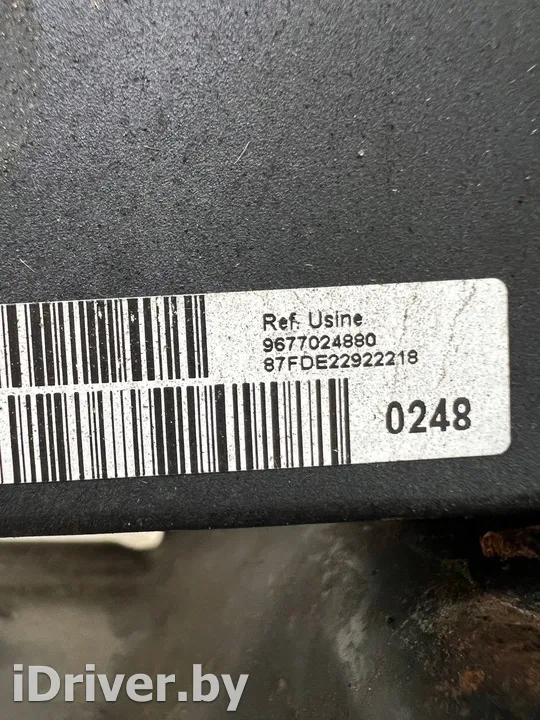 Ref. Usine
9677024880
87FDE22922218
0248
iDriver.by